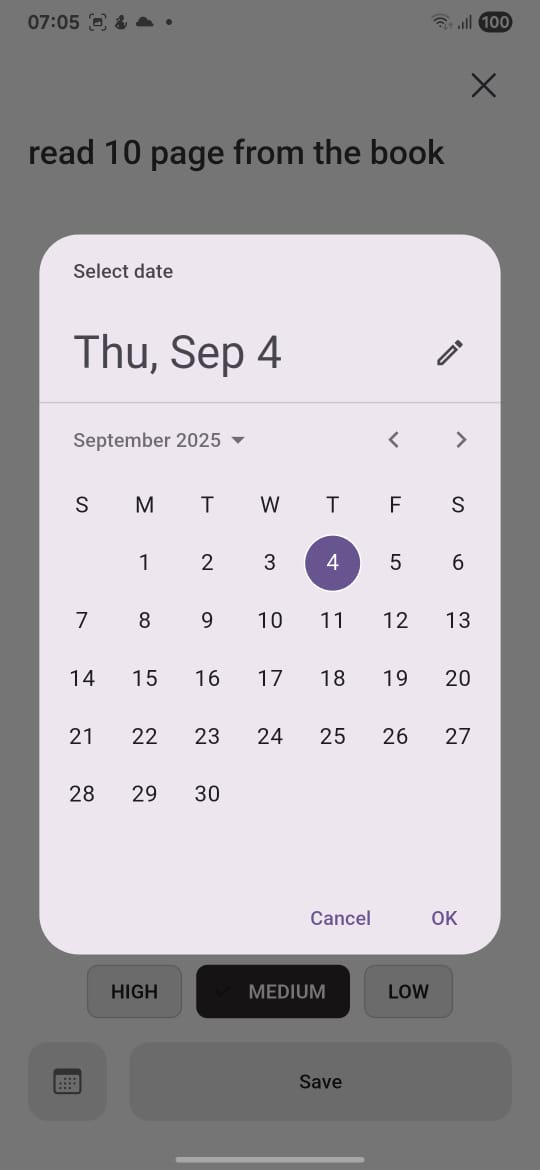 07:05 100
read 10 page from the book
Select date
Thu, Sep 4
September 2025
S M T W T F S
1 2 3 4 5 6
7 8 9 10 11 12 13
14 15 16 17 18 19 20
21 22 23 24 25 26 27
28 29 30
Cancel OK
HIGH MEDIUM LOW
Save